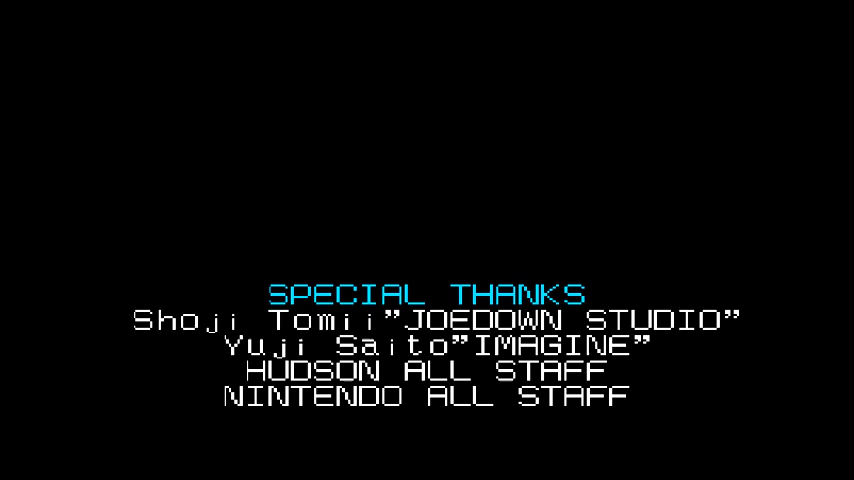 SPECIAL THANKS
Shoji Tomii”JOEDOWN STUDIO”
Yuji Saito”IMAGINE”
HUDSON ALL STAFF
NINTENDO ALL STAFF